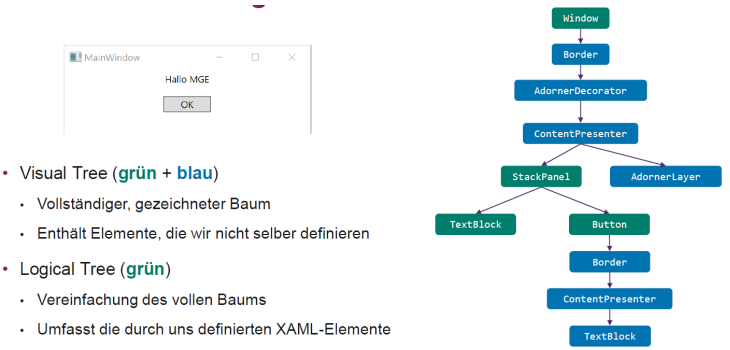 MainWindow
Hallo MGE
OK
• Visual Tree (grün + blau)
• Vollständiger, gezeichneter Baum
• Enthält Elemente, die wir nicht selber definieren
• Logical Tree (grün)
• Vereinfachung des vollen Baums
• Umfasst die durch uns definierten XAML-Elemente
Window
Border
AdornerDecorator
ContentPresenter
StackPanel AdornerLayer
TextBlock Button
Border
ContentPresenter
TextBlock